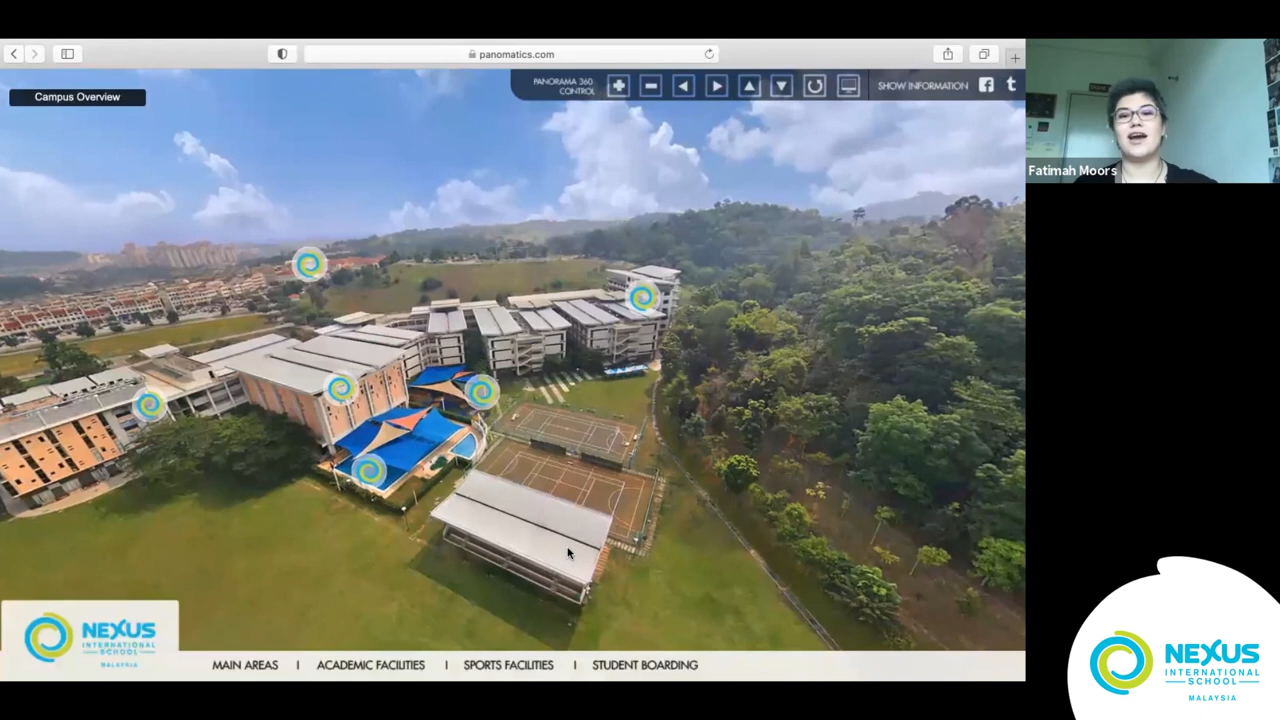 panomatics.com
Campus Overview
PANORAMA 360
CONTROL
SHOW INFORMATION
Fatimah Moors
NEXUS
INTERNATIONAL
SCHOOL
MALAYSIA
MAIN AREAS I ACADEMIC FACILITIES I SPORTS FACILITIES I STUDENT BOARDING
NEXUS
INTERNATIONAL
SCHOOL
MALAYSIA